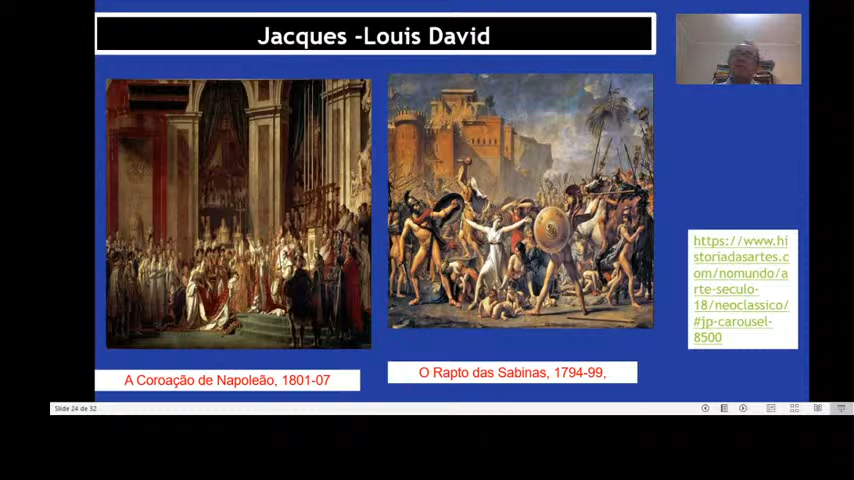 Jacques -Louis David
https://www.hi
storiadasartes.c
om/nomundo/a
rte-seculo-
18/neoclassico/
#jp-carousel-
8500
A Coroação de Napoleão, 1801-07
O Rapto das Sabinas, 1794-99,
Slide 24 de 32